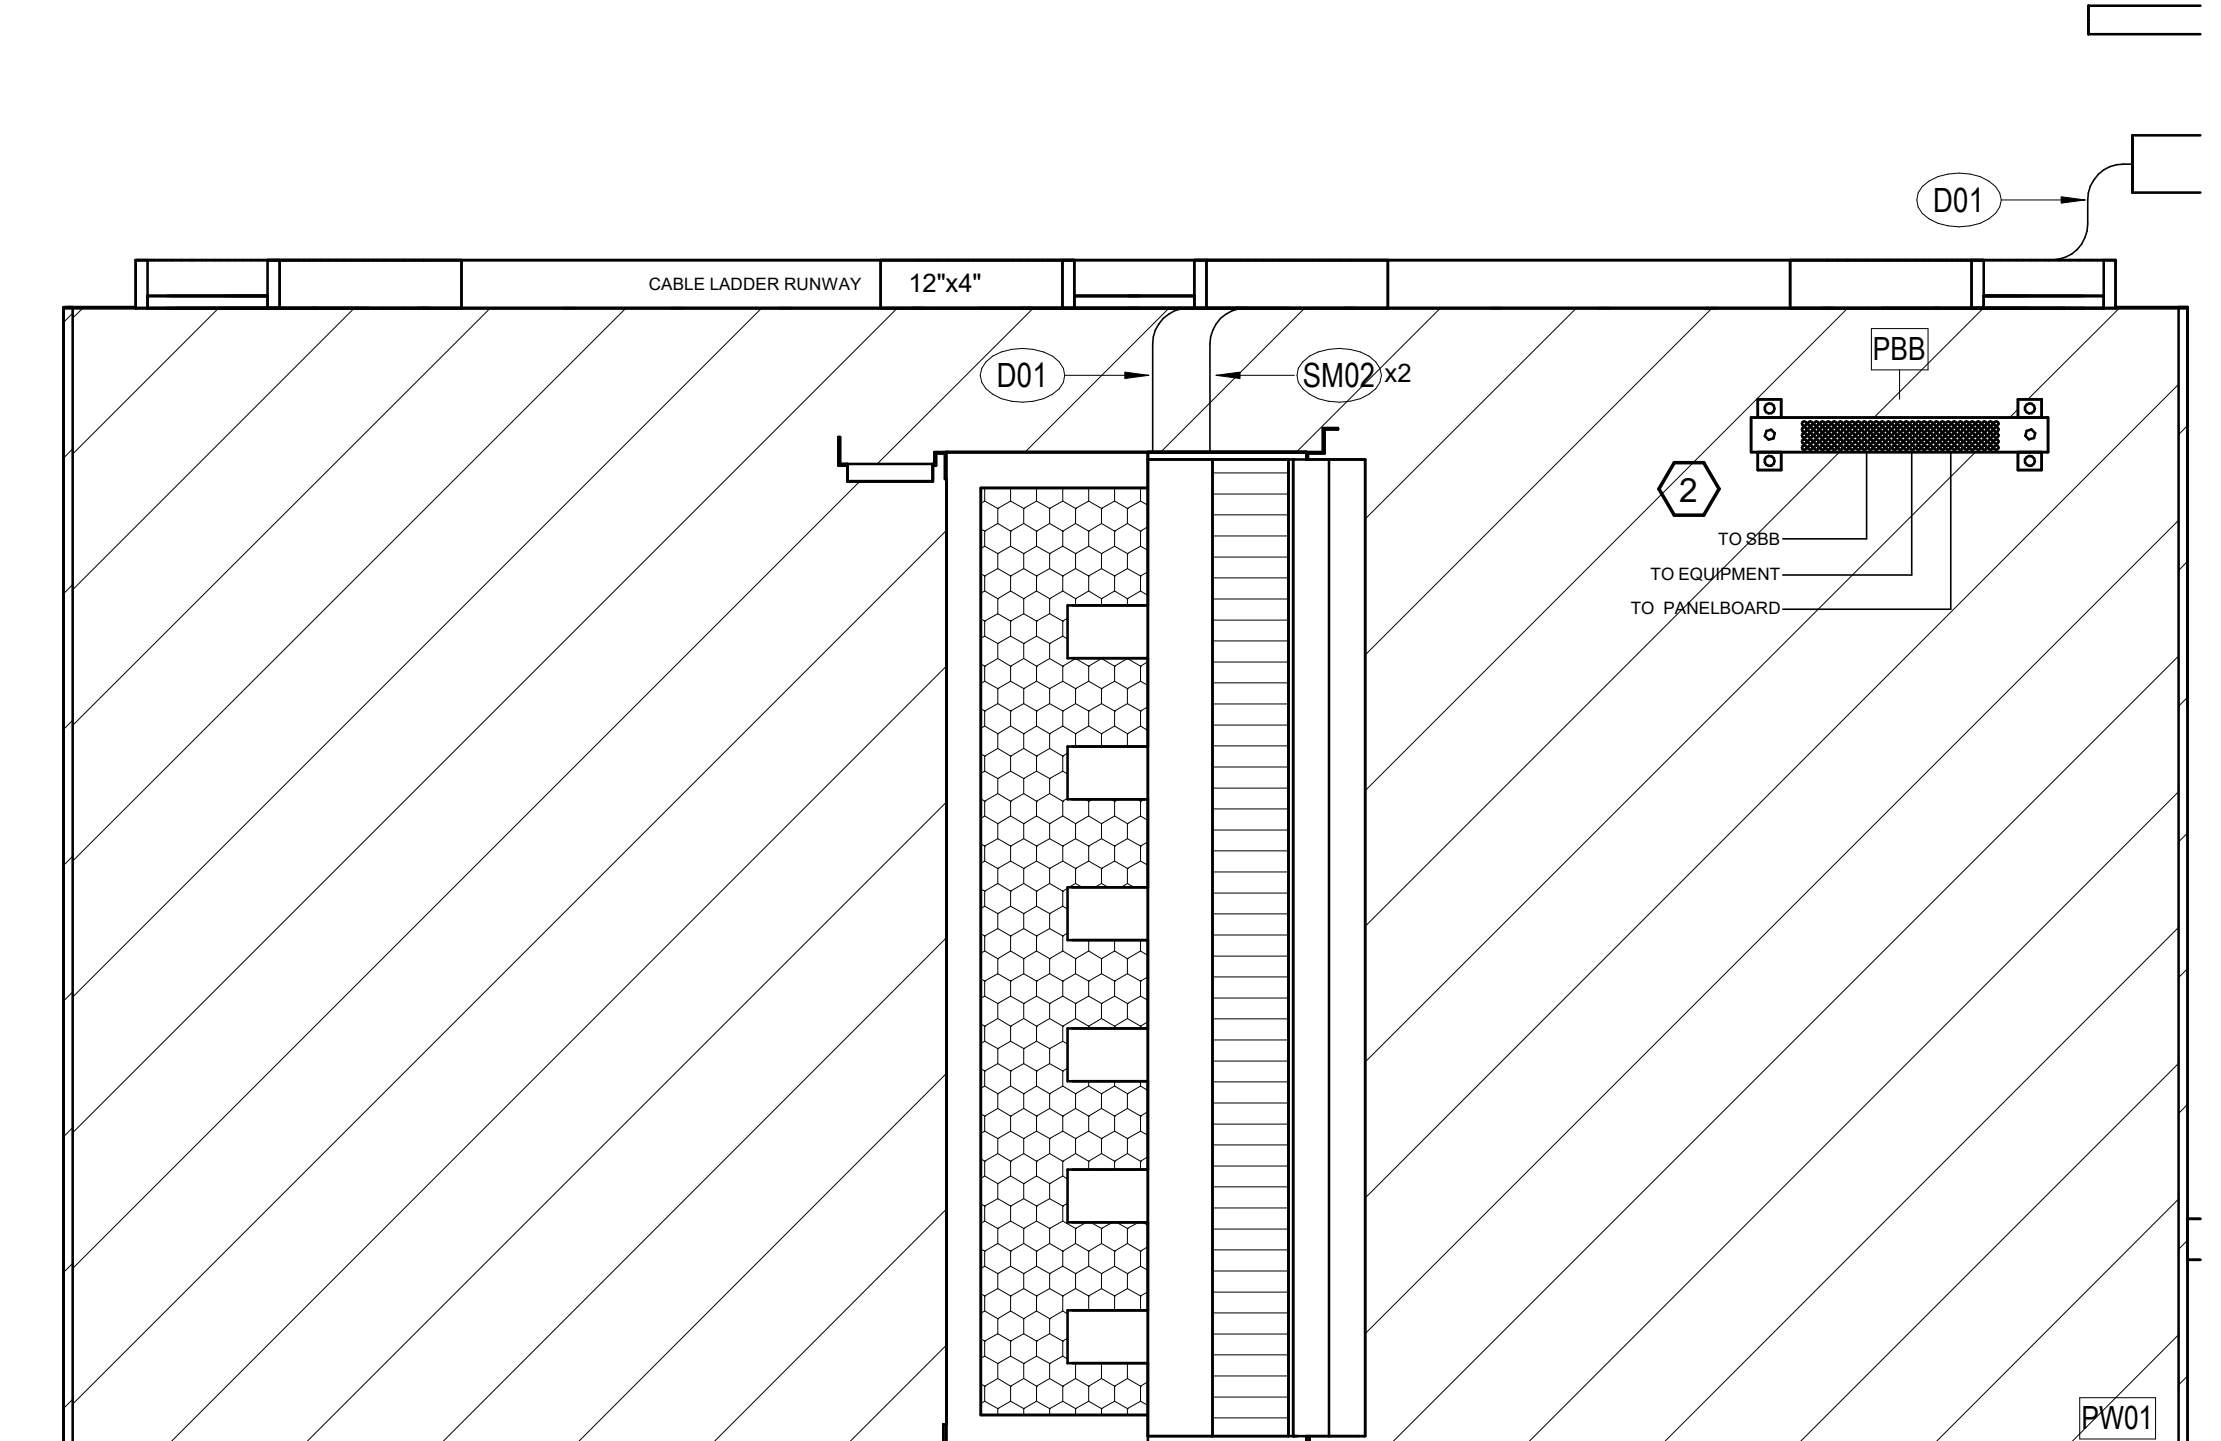 D01
CABLE LADDER RUNWAY 12"x4"
PBB
D01 SM02 x2
2
TO SBB
TO EQUIPMENT
TO PANELBOARD
PW01